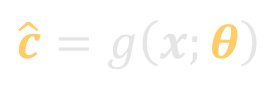 ĉ = g(x; θ)